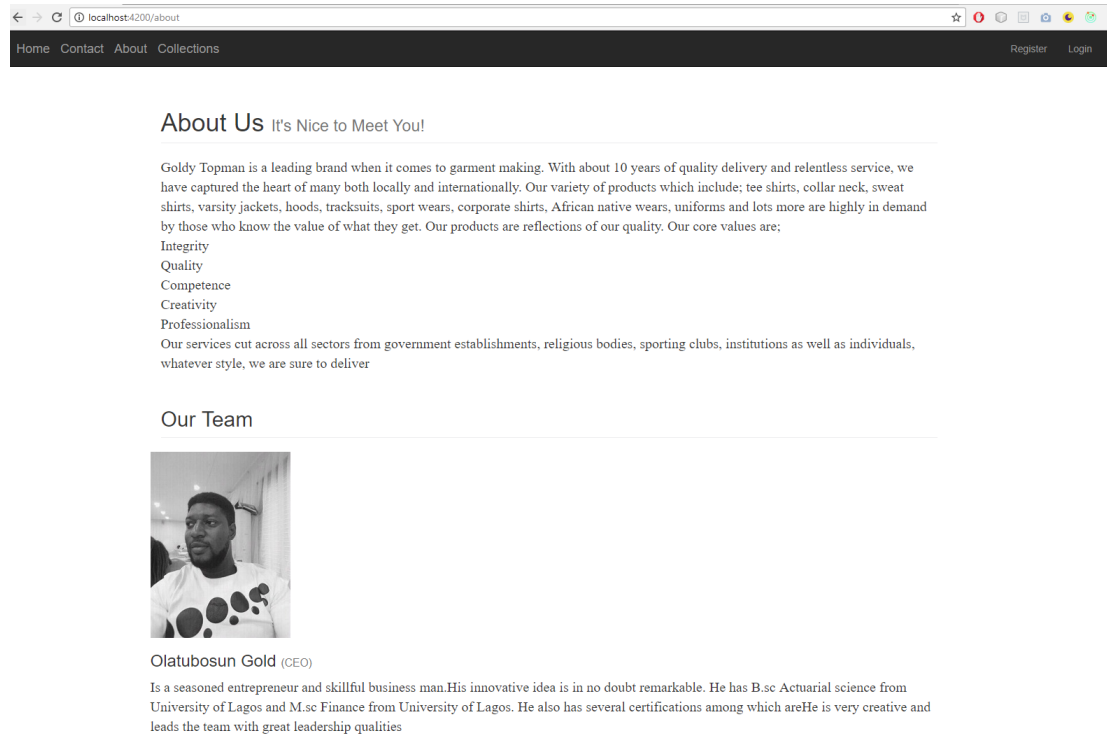 localhost:4200/about
Home Contact About Collections Register Login
About Us It's Nice to Meet You!
Goldy Topman is a leading brand when it comes to garment making. With about 10 years of quality delivery and relentless service, we
have captured the heart of many both locally and internationally. Our variety of products which include; tee shirts, collar neck, sweat
shirts, varsity jackets, hoods, tracksuits, sport wears, corporate shirts, African native wears, uniforms and lots more are highly in demand
by those who know the value of what they get. Our products are reflections of our quality. Our core values are;
Integrity
Quality
Competence
Creativity
Professionalism
Our services cut across all sectors from government establishments, religious bodies, sporting clubs, institutions as well as individuals,
whatever style, we are sure to deliver
Our Team
Olatubosun Gold (CEO)
Is a seasoned entrepreneur and skillful business man.His innovative idea is in no doubt remarkable. He has B.sc Actuarial science from
University of Lagos and M.sc Finance from University of Lagos. He also has several certifications among which areHe is very creative and
leads the team with great leadership qualities